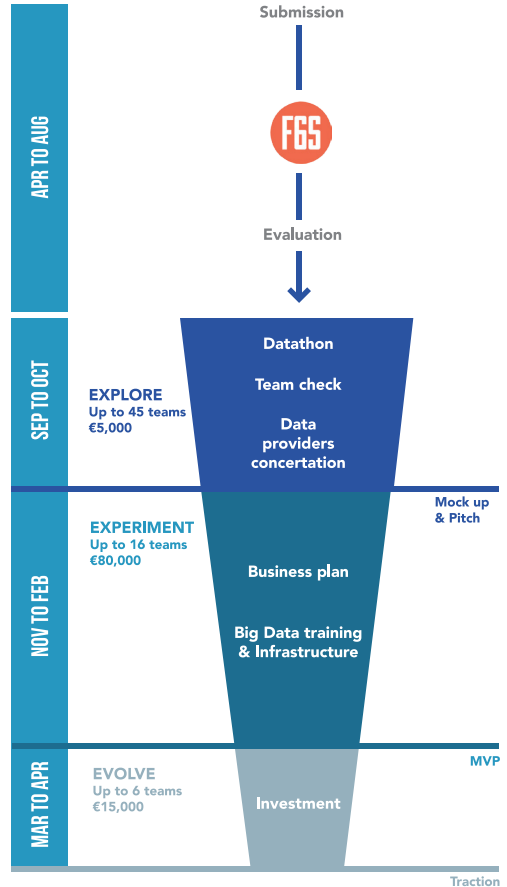 Submission
APR TO AUG
F6S
Evaluation
SEP TO OCT
Datathon
Team check
EXPLORE
Up to 45 teams
€5,000
Data
providers
concertation
Mock up
& Pitch
NOV TO FEB
EXPERIMENT
Up to 16 teams
€80,000
Business plan
Big Data training
& Infrastructure
MVP
MAR TO APR
EVOLVE
Up to 6 teams
€15,000
Investment
Traction